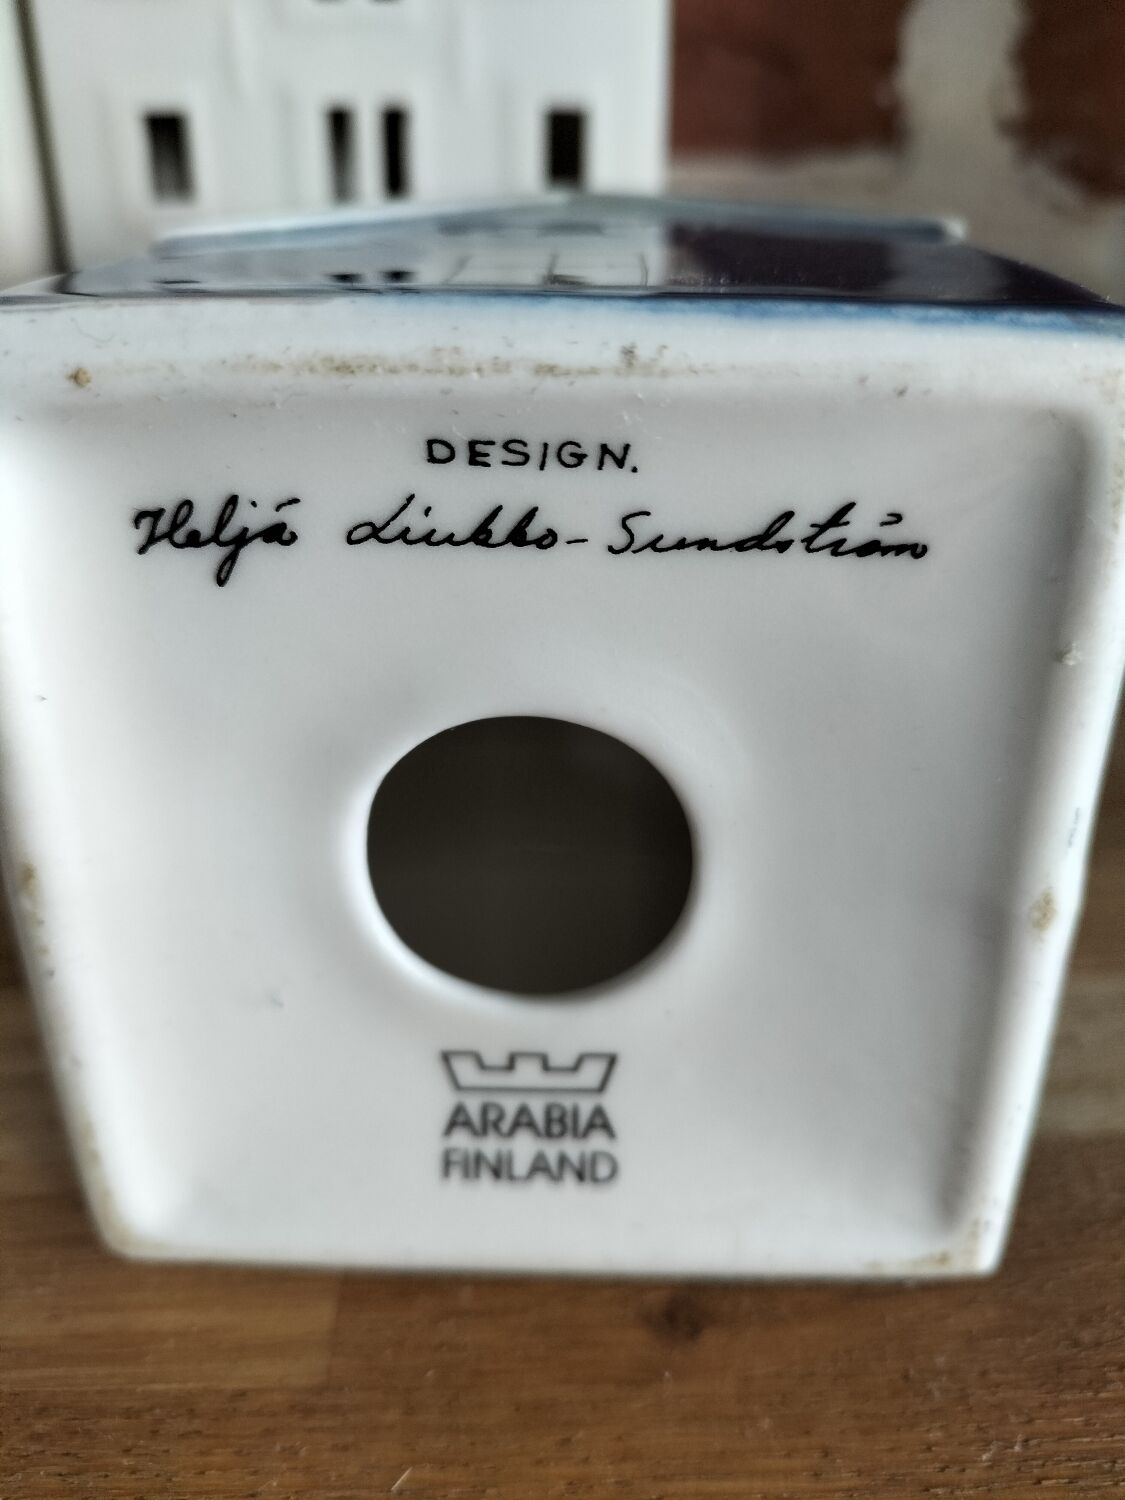 DESIGN.
Heljä Liukko-Sundström
ARABIA
FINLAND